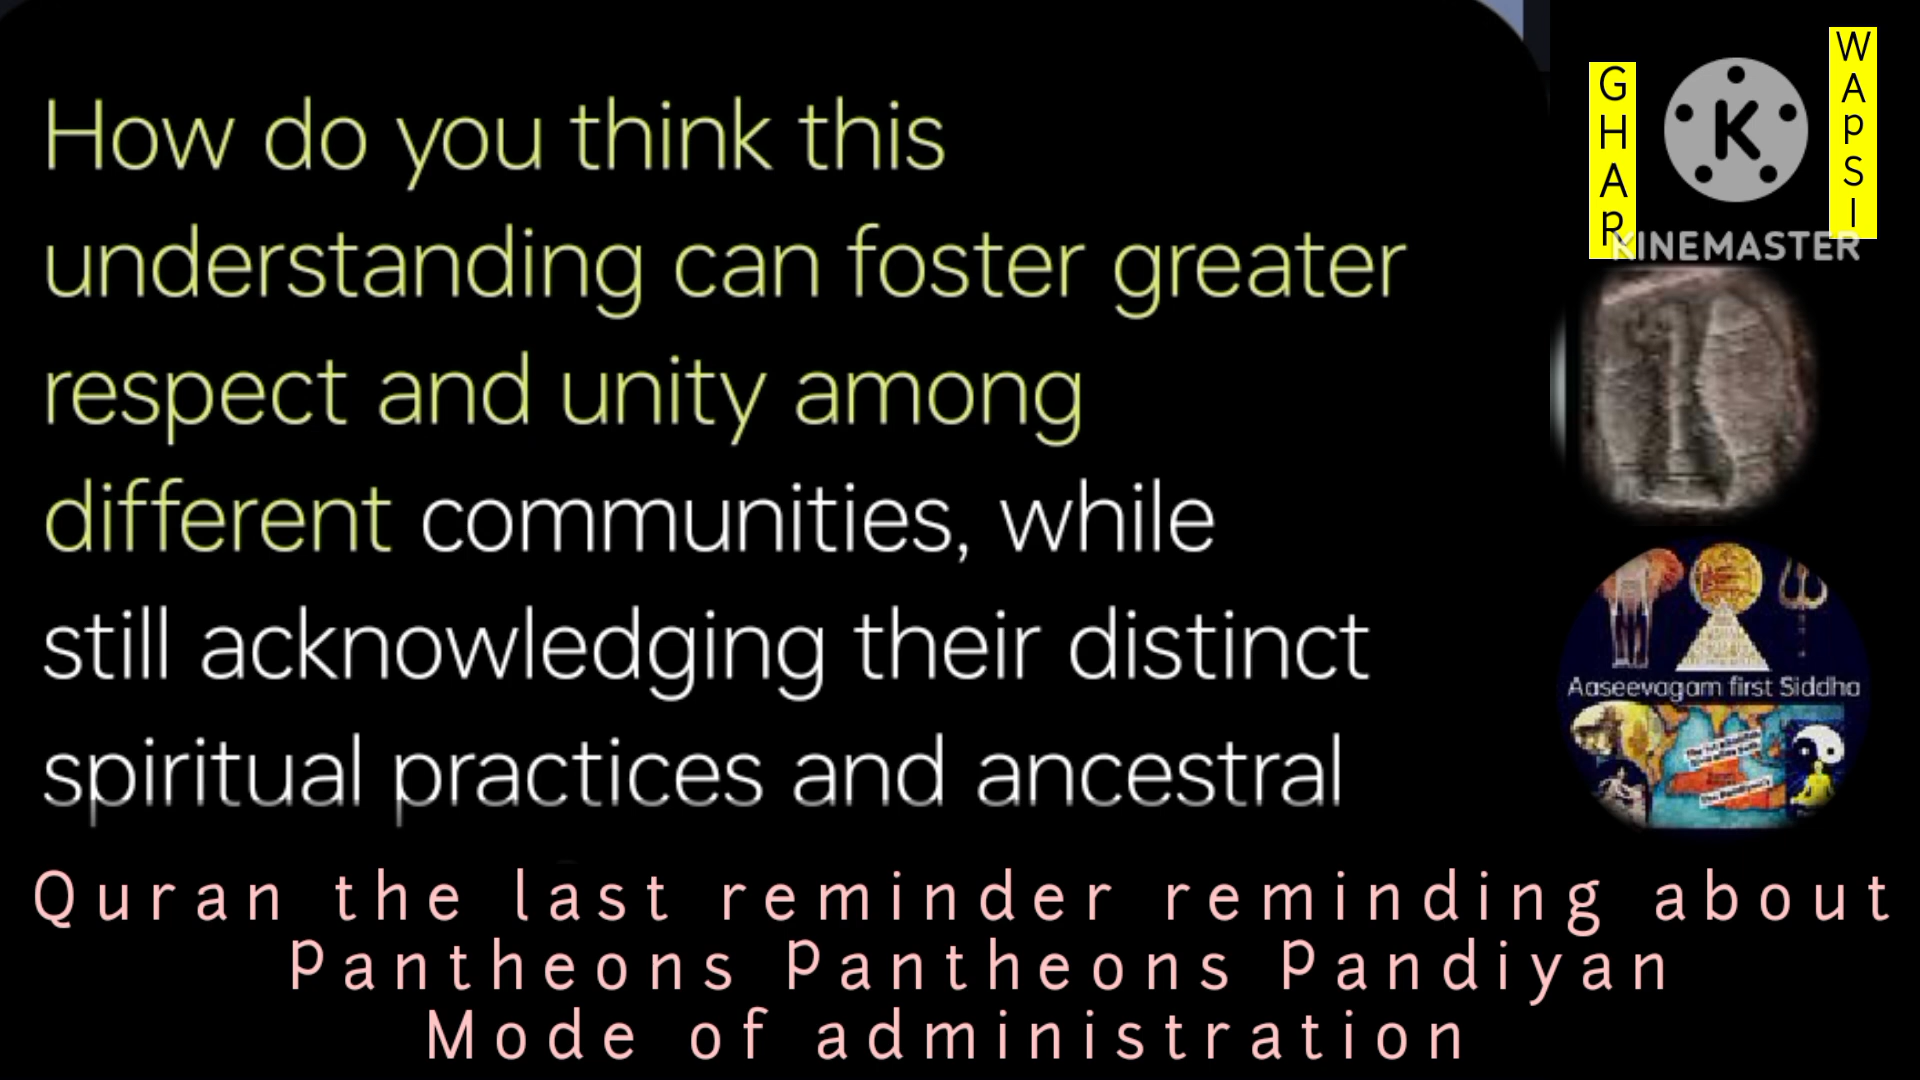 How do you think this
understanding can foster greater
respect and unity among
different communities, while
still acknowledging their distinct
spiritual practices and ancestral
GHAR
WAPSI
K
KINEMASTER
Aaseevagam first Siddha
Quran the last reminder reminding about
Pantheons Pantheons Pandiyan
Mode of administration